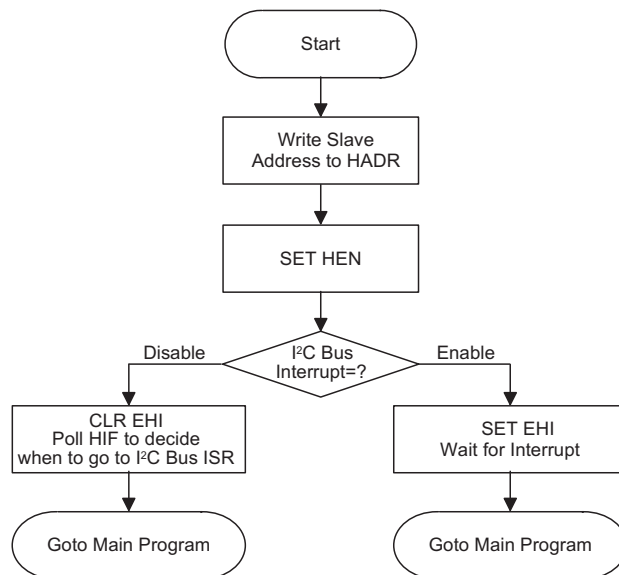 Start
Write Slave
Address to HADR
SET HEN
I²C Bus
Interrupt=?
Disable
Enable
CLR EHI
Poll HIF to decide
when to go to I²C Bus ISR
SET EHI
Wait for Interrupt
Goto Main Program
Goto Main Program